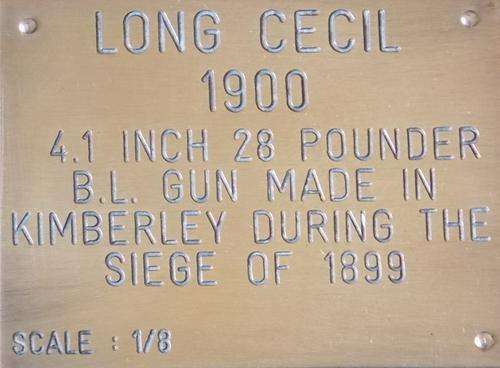 LONG CECIL
1900
4.1 INCH 28 POUNDER
B.L. GUN MADE IN
KIMBERLEY DURING THE
SIEGE OF 1899
SCALE : 1/8